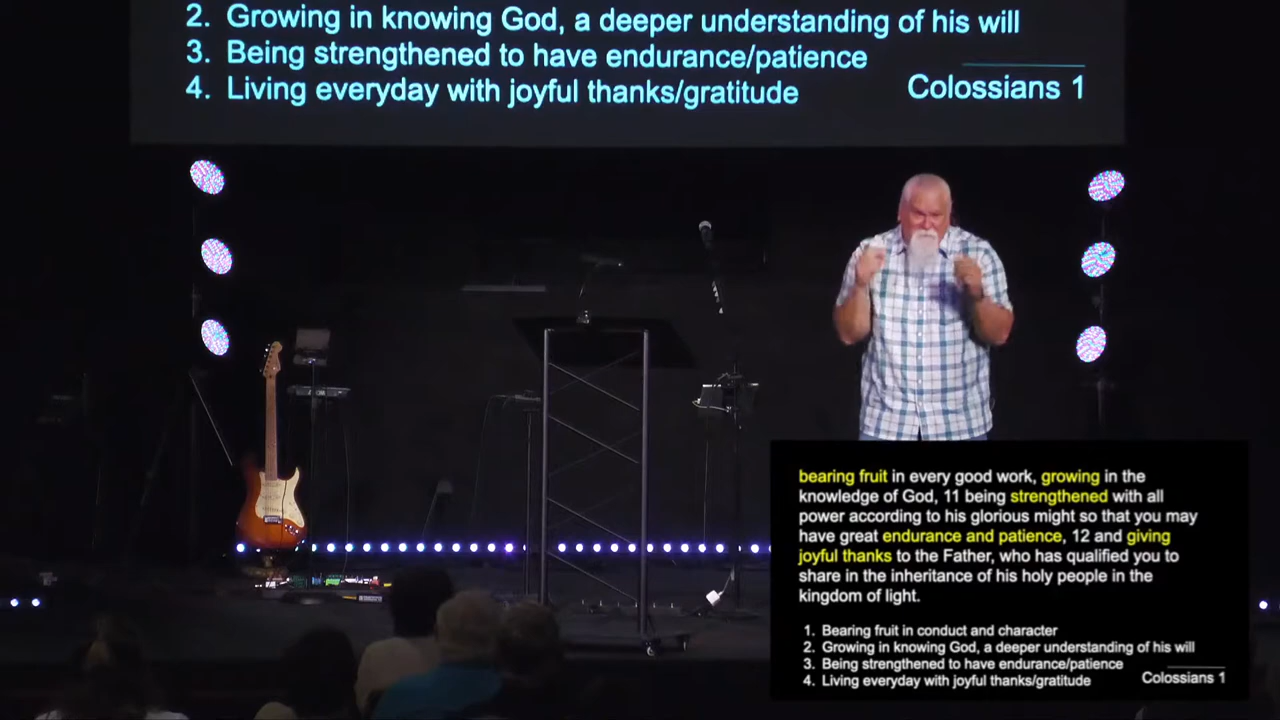 2. Growing in knowing God, a deeper understanding of his will
3. Being strengthened to have endurance/patience
4. Living everyday with joyful thanks/gratitude
Colossians 1
bearing fruit in every good work, growing in the
knowledge of God, 11 being strengthened with all
power according to his glorious might so that you may
have great endurance and patience, 12 and giving
joyful thanks to the Father, who has qualified you to
share in the inheritance of his holy people in the
kingdom of light.
1. Bearing fruit in conduct and character
2. Growing in knowing God, a deeper understanding of his will
3. Being strengthened to have endurance/patience
4. Living everyday with joyful thanks/gratitude
Colossians 1